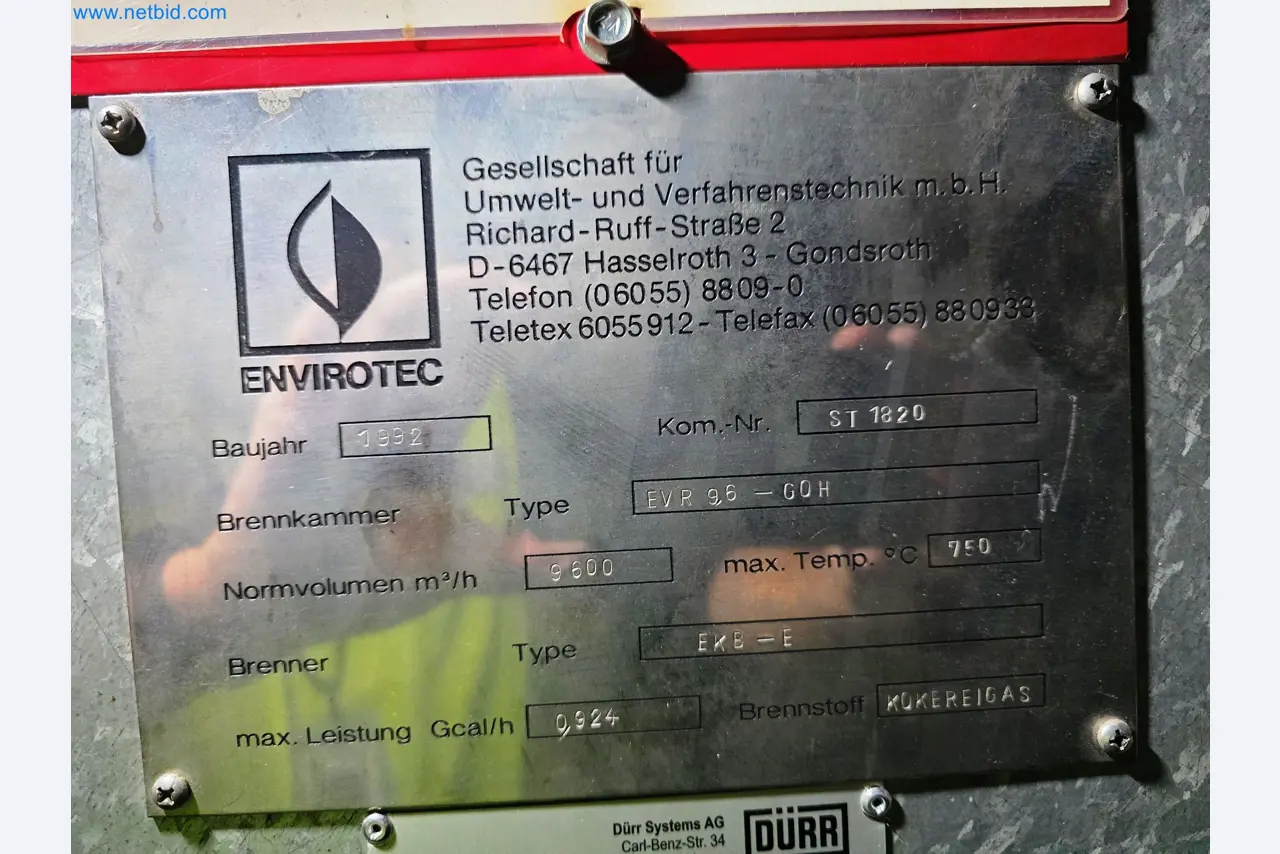 www.netbid.com
Gesellschaft für
Umwelt- und Verfahrenstechnik m.b.H.
Richard-Ruff-Straße 2
D-6467 Hasselroth 3 - Gondsroth
Telefon (06055) 8809-0
Teletex 6055912 - Telefax (06055) 880933
ENVIROTEC
Baujahr 1992 Kom.-Nr. ST 1820
Brennkammer Type EVR 9,6 - GOH
Normvolumen m³/h 9600 max. Temp. °C 750
Brenner Type EKB - E
max. Leistung Gcal/h 0,924 Brennstoff KOKEREIGAS
Dürr Systems AG
Carl-Benz-Str. 34
DÜRR